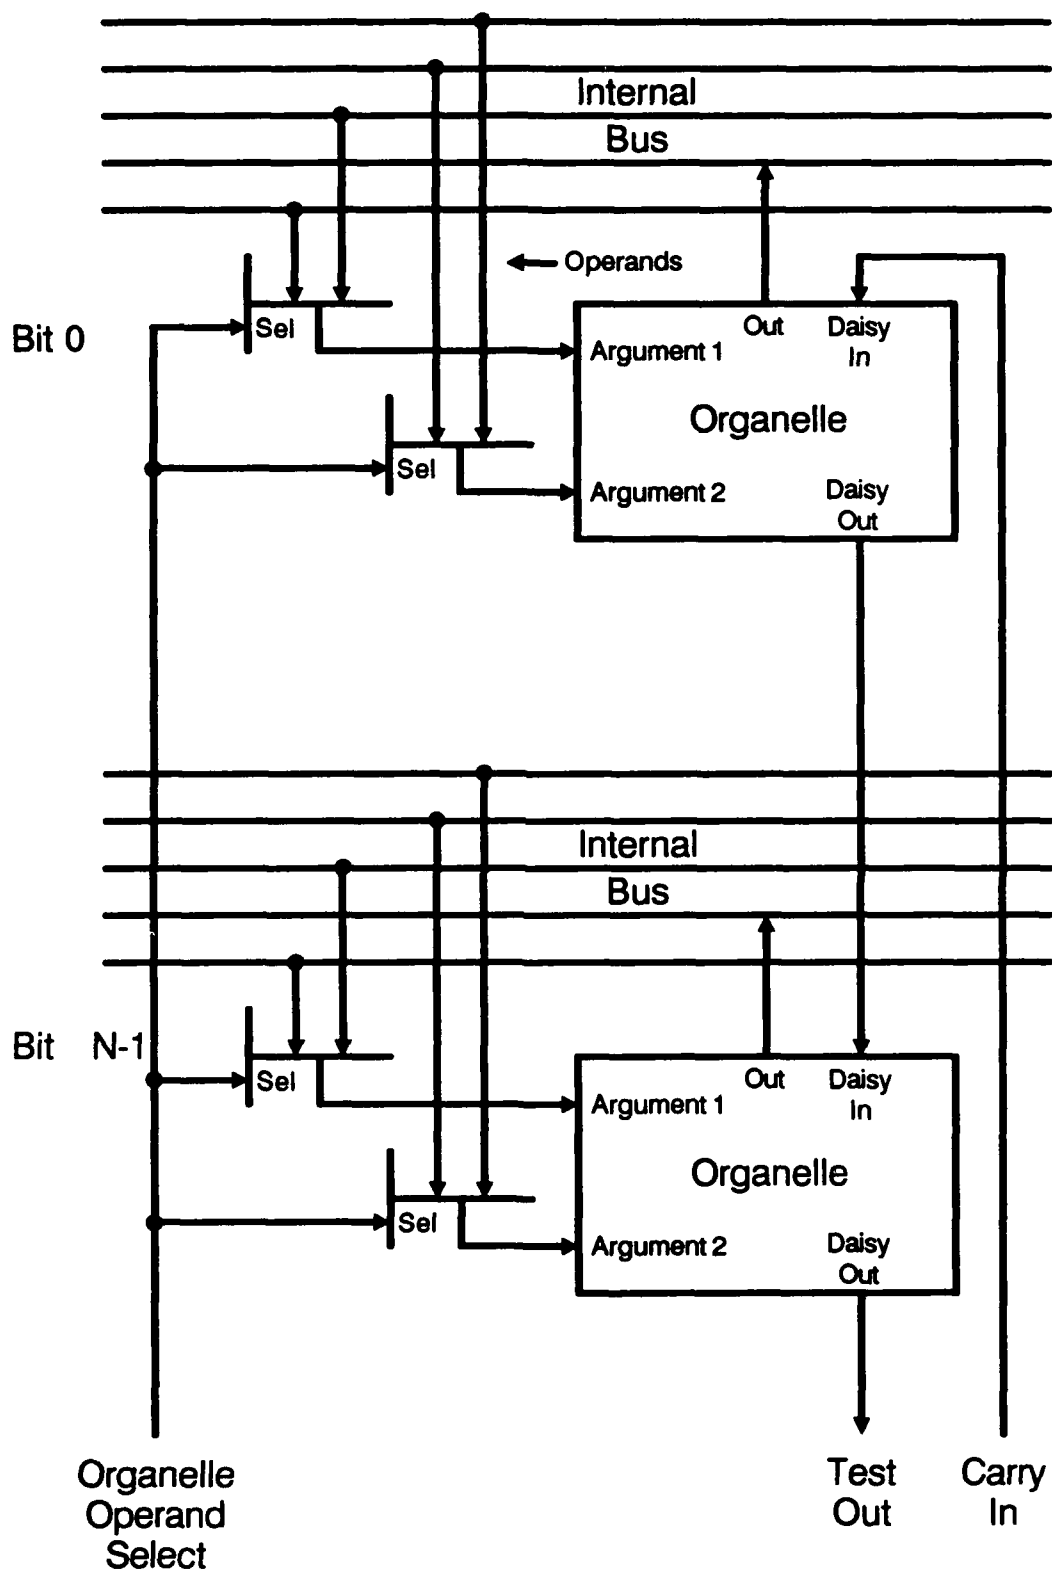 Internal
Bus
Operands
Bit 0
Sel
Out
Daisy
In
Argument 1
Organelle
Sel
Argument 2
Daisy
Out
Internal
Bus
Bit N-1
Sel
Out
Daisy
In
Argument 1
Organelle
Sel
Argument 2
Daisy
Out
Organelle
Operand
Select
Test
Out
Carry
In